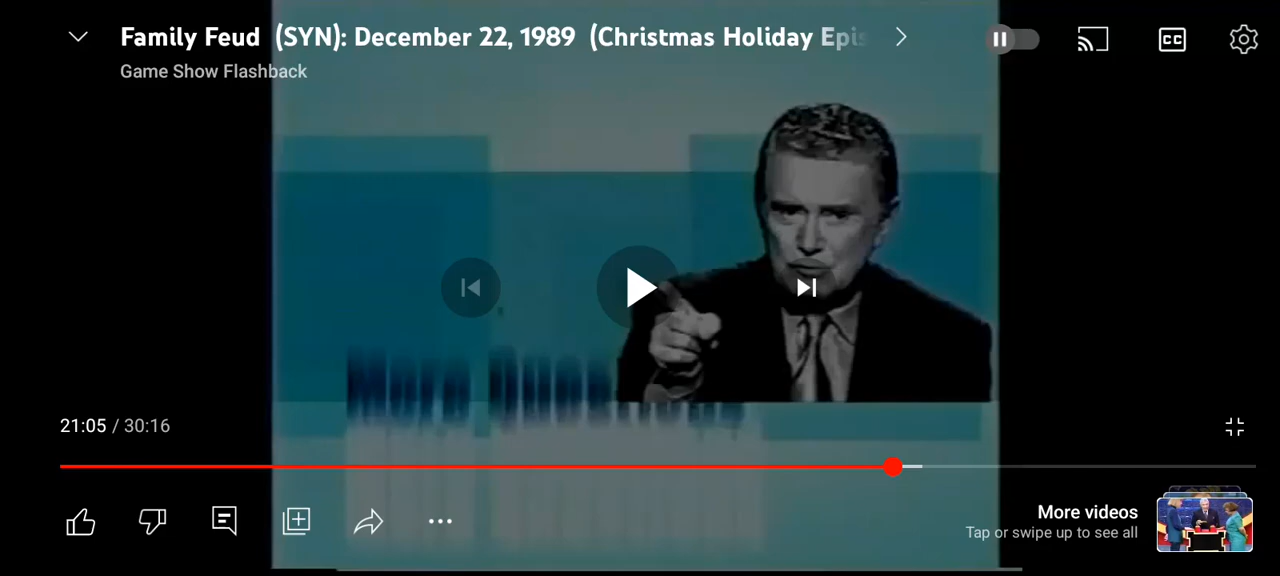 Family Feud (SYN): December 22, 1989 (Christmas Holiday Epis
Game Show Flashback
CC
21:05 / 30:16
More videos
Tap or swipe up to see all